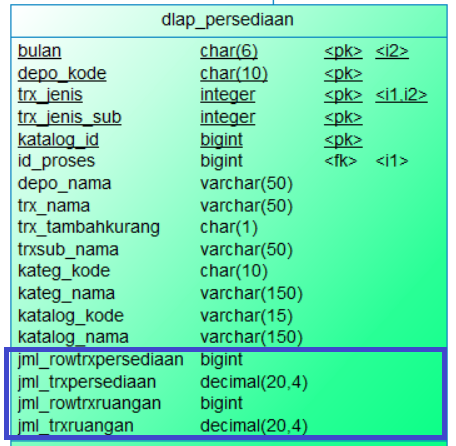 dlap_persediaan
bulan char(6) <pk> <i2>
depo_kode char(10) <pk>
trx_jenis integer <pk> <i1,i2>
trx_jenis_sub integer <pk>
katalog_id bigint <pk>
id_proses bigint <fk> <i1>
depo_nama varchar(50)
trx_nama varchar(50)
trx_tambahkurang char(1)
trxsub_nama varchar(50)
kateg_kode char(10)
kateg_nama varchar(150)
katalog_kode varchar(15)
katalog_nama varchar(150)
jml_rowtrxpersediaan bigint
jml_trxpersediaan decimal(20,4)
jml_rowtrxruangan bigint
jml_trxruangan decimal(20,4)